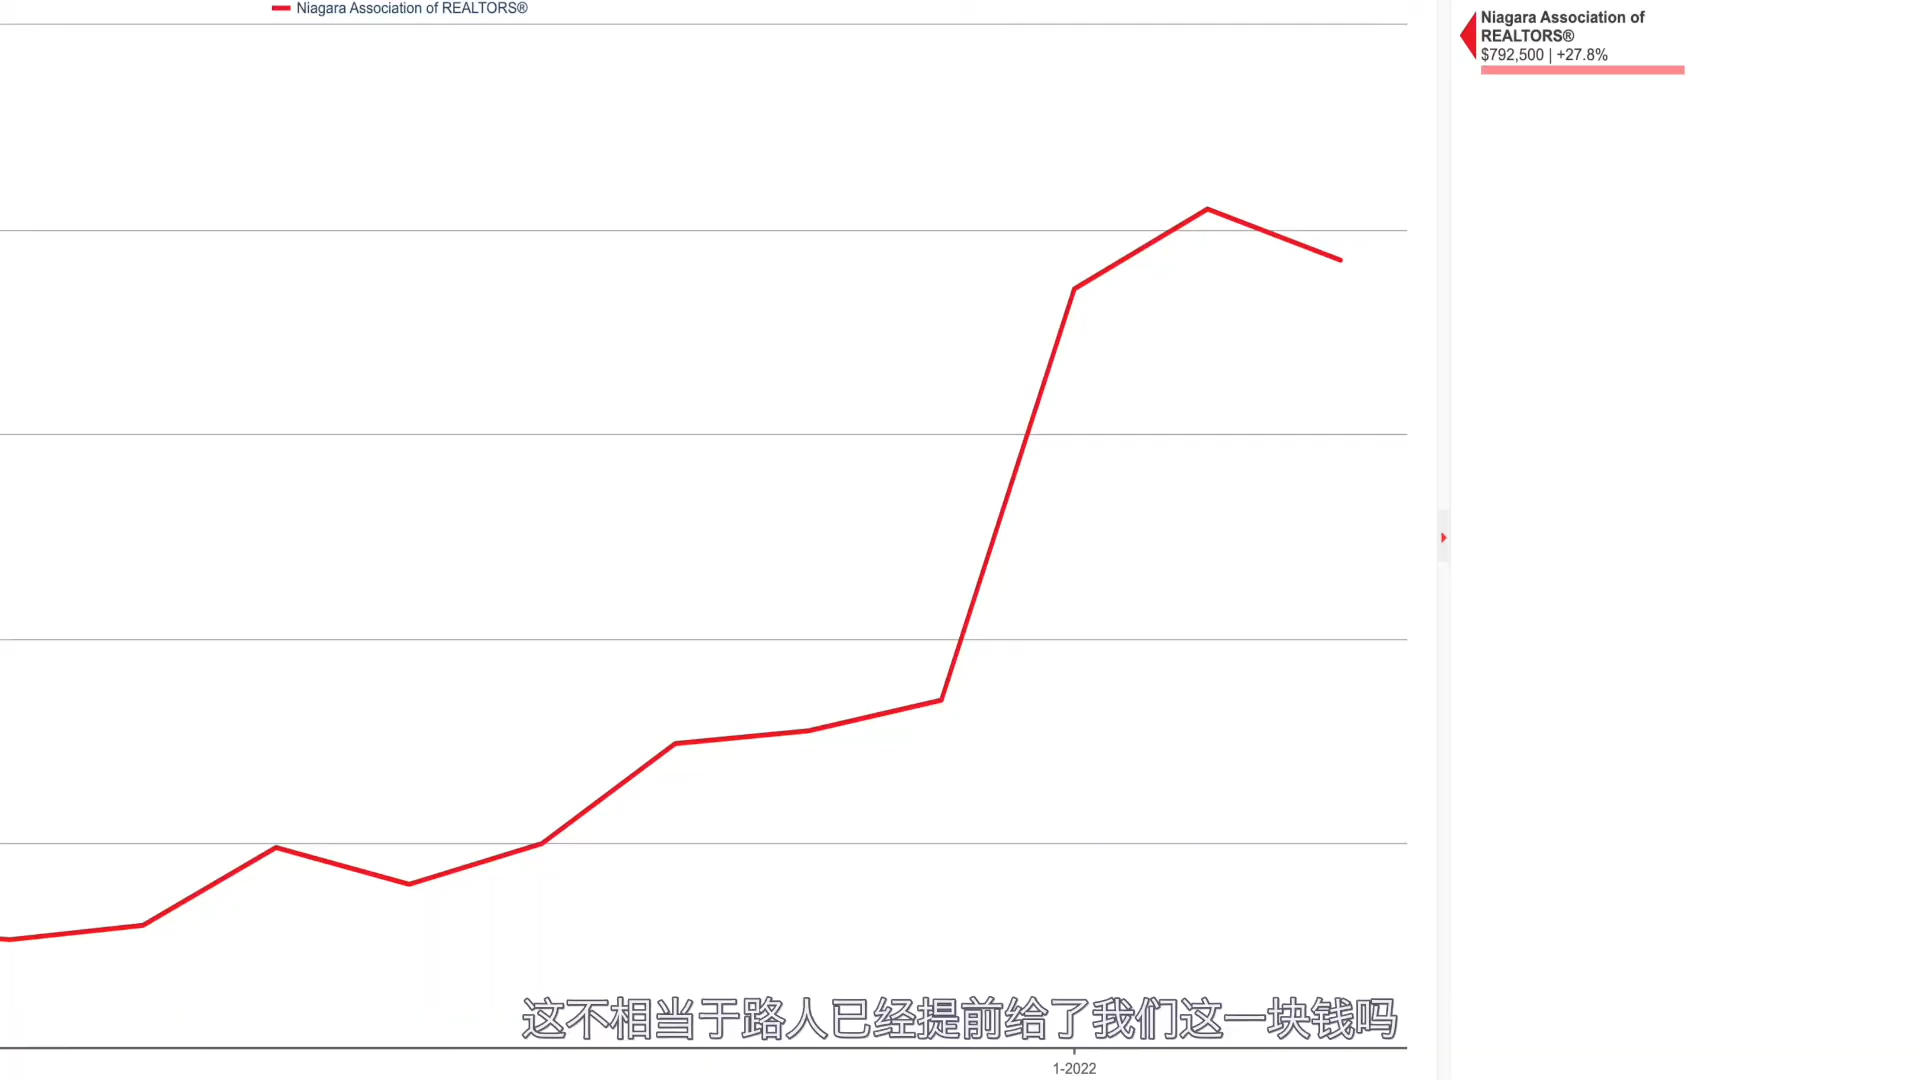 Niagara Association of REALTORS®
Niagara Association of
REALTORS®
$792,500 | +27.8%
这不相当于路人已经提前给了我们这一块钱吗
1-2022